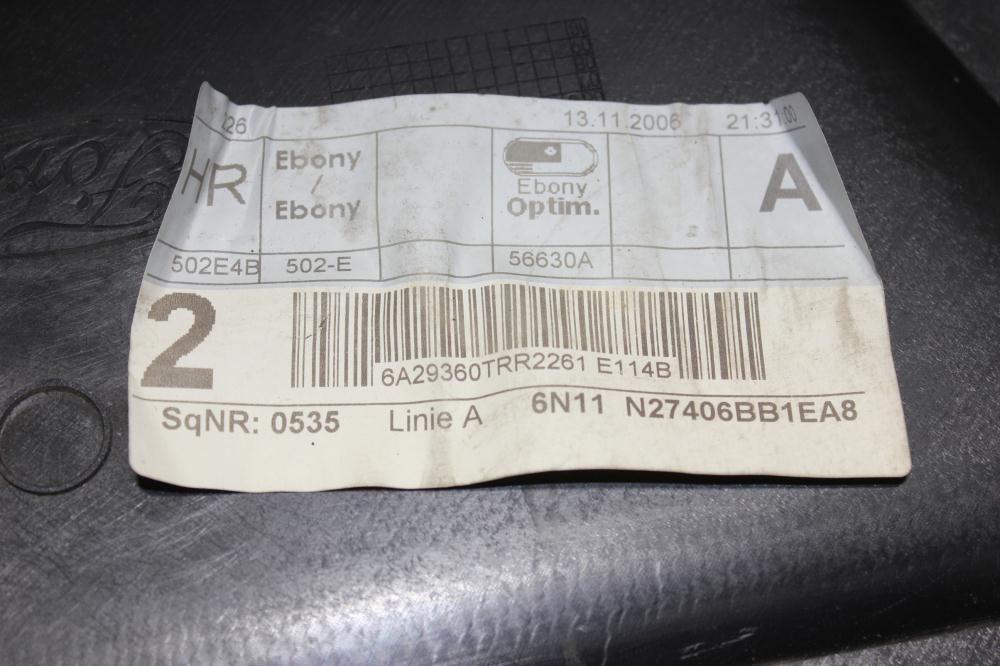 13.11.2006 21:31:00
HR Ebony Ebony A
Ebony Optim.
502E4B 502-E 56630A
2
6A29360TRR2261 E114B
SqNR: 0535 Linie A 6N11 N27406BB1EA8